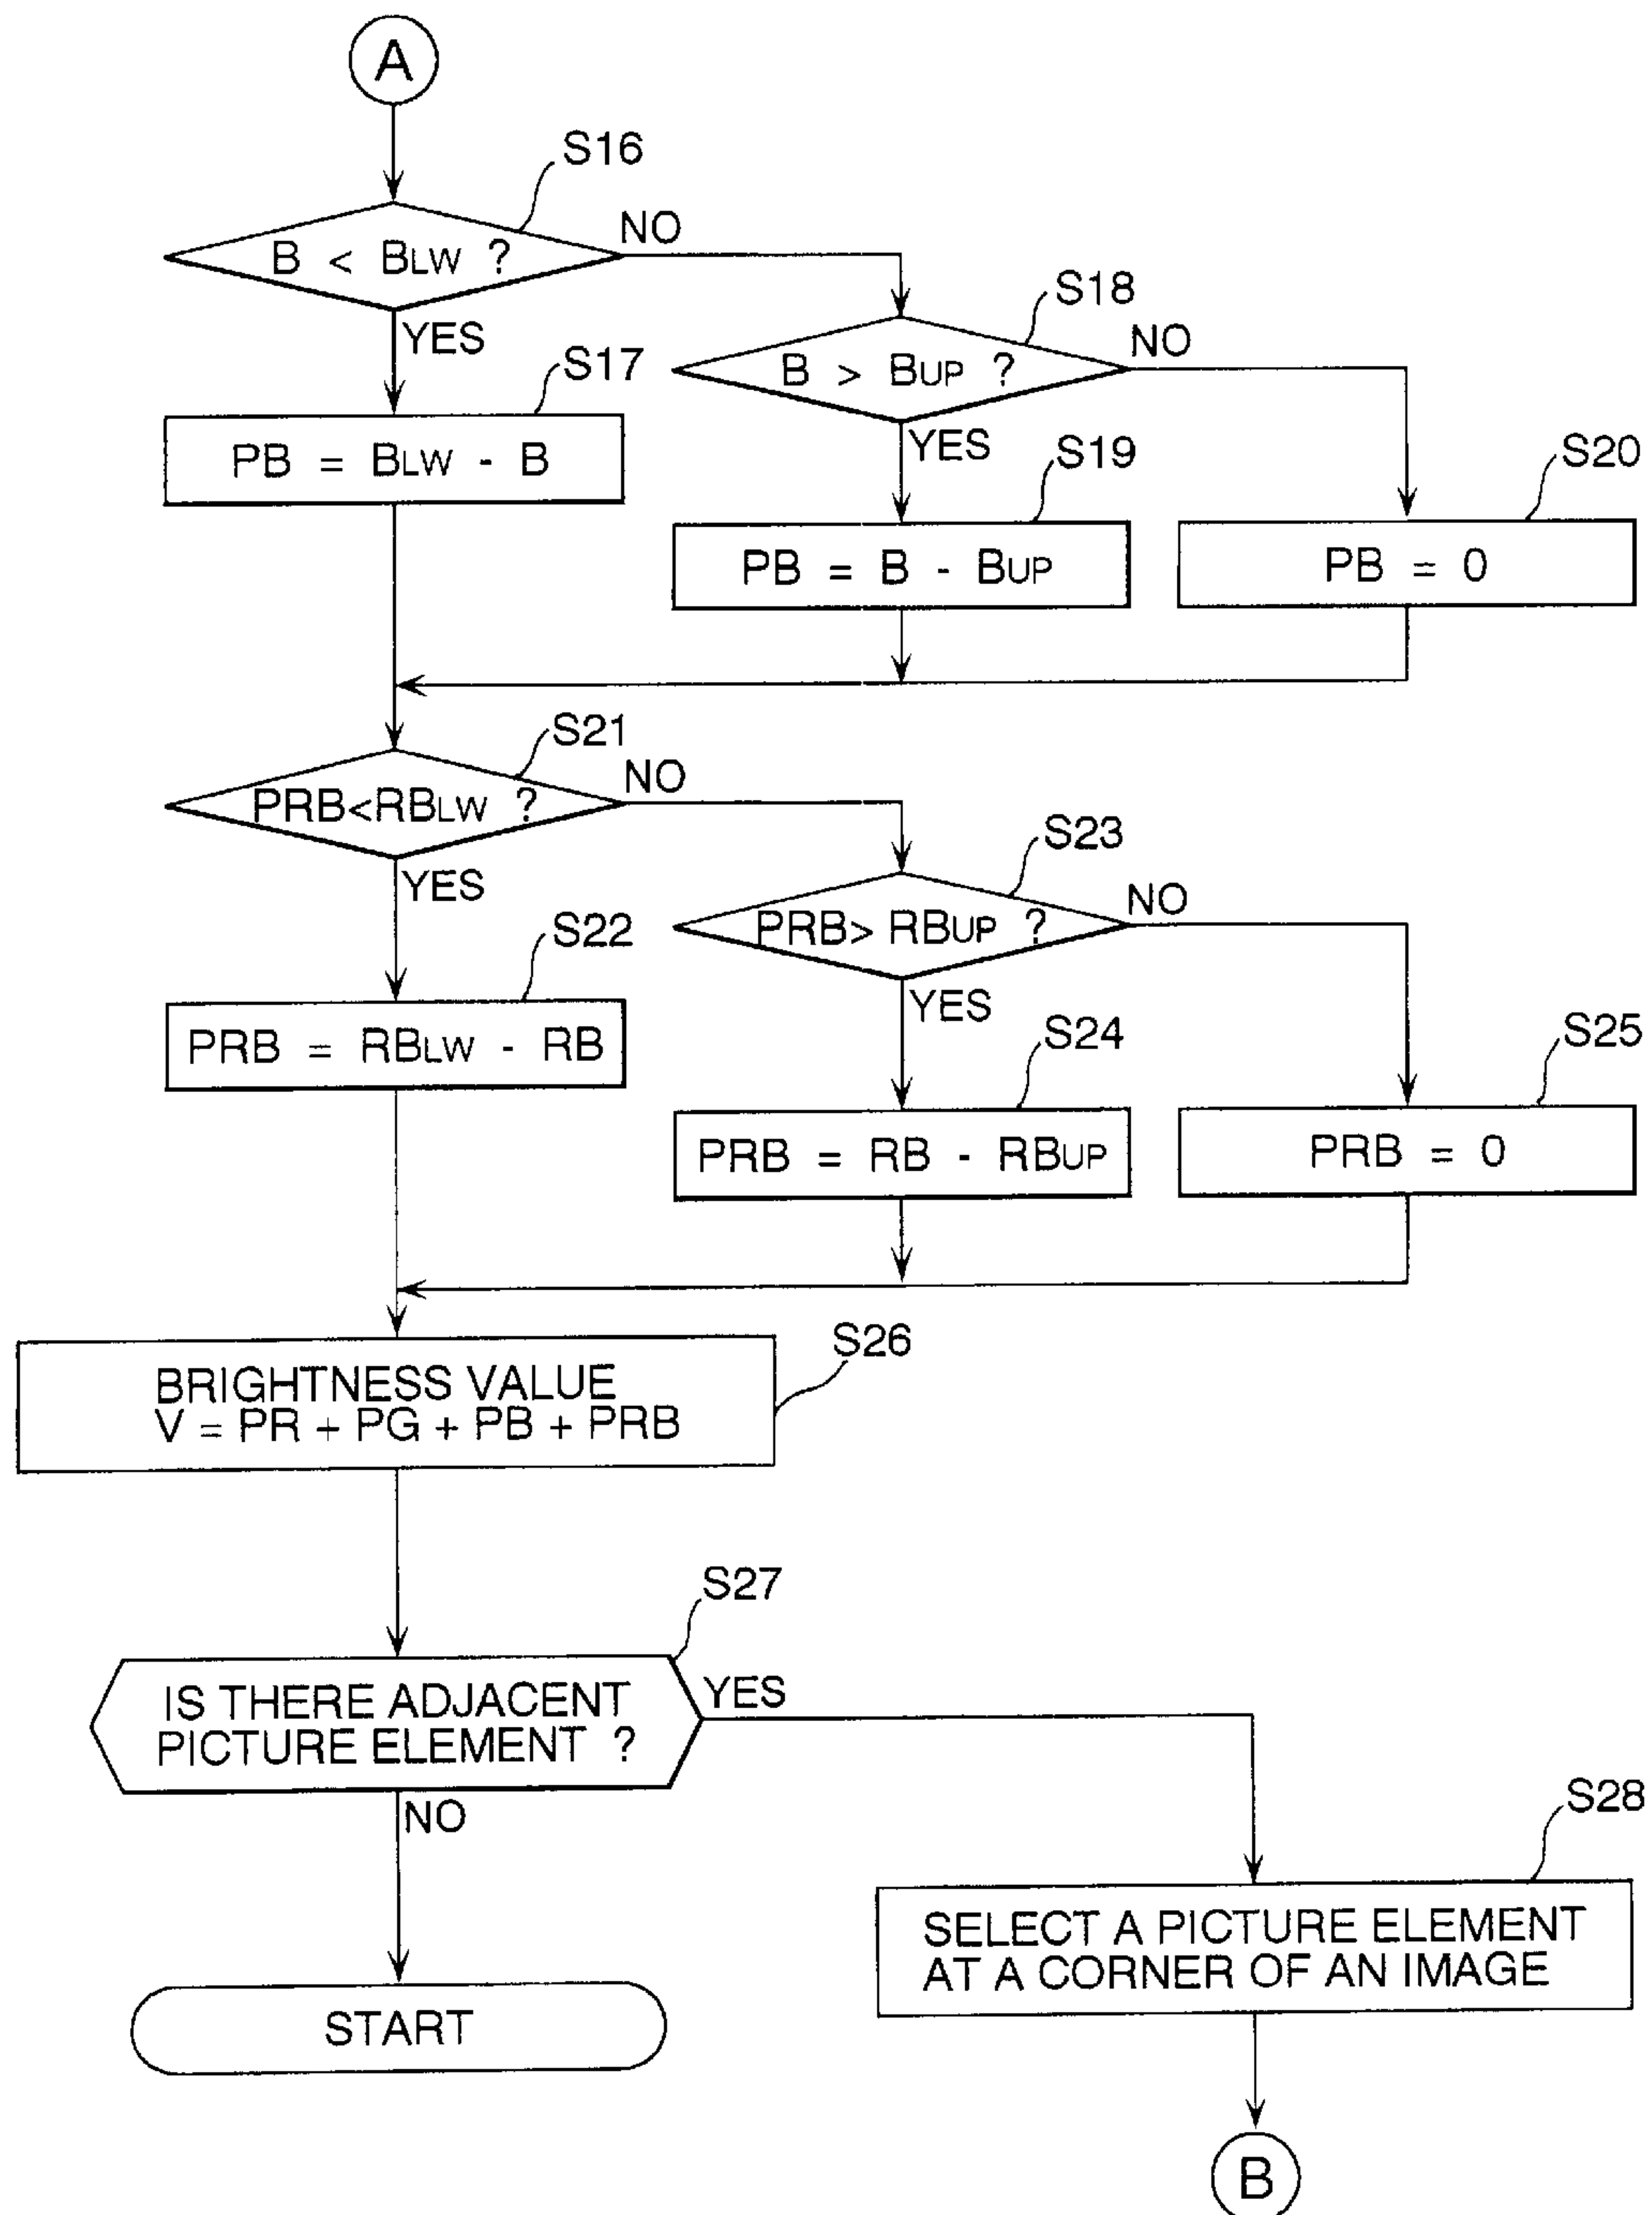 A
S16
B < BLW ?
NO
YES
S18
B > BUP ?
NO
YES
S17
PB = BLW - B
S19
PB = B - BUP
S20
PB = 0
S21
PRB<RBLW ?
NO
YES
S23
PRB> RBUP ?
NO
YES
S22
PRB = RBLW - RB
S24
PRB = RB - RBUP
S25
PRB = 0
S26
BRIGHTNESS VALUE
V = PR + PG + PB + PRB
S27
IS THERE ADJACENT
PICTURE ELEMENT ?
YES
NO
S28
SELECT A PICTURE ELEMENT
AT A CORNER OF AN IMAGE
START
B